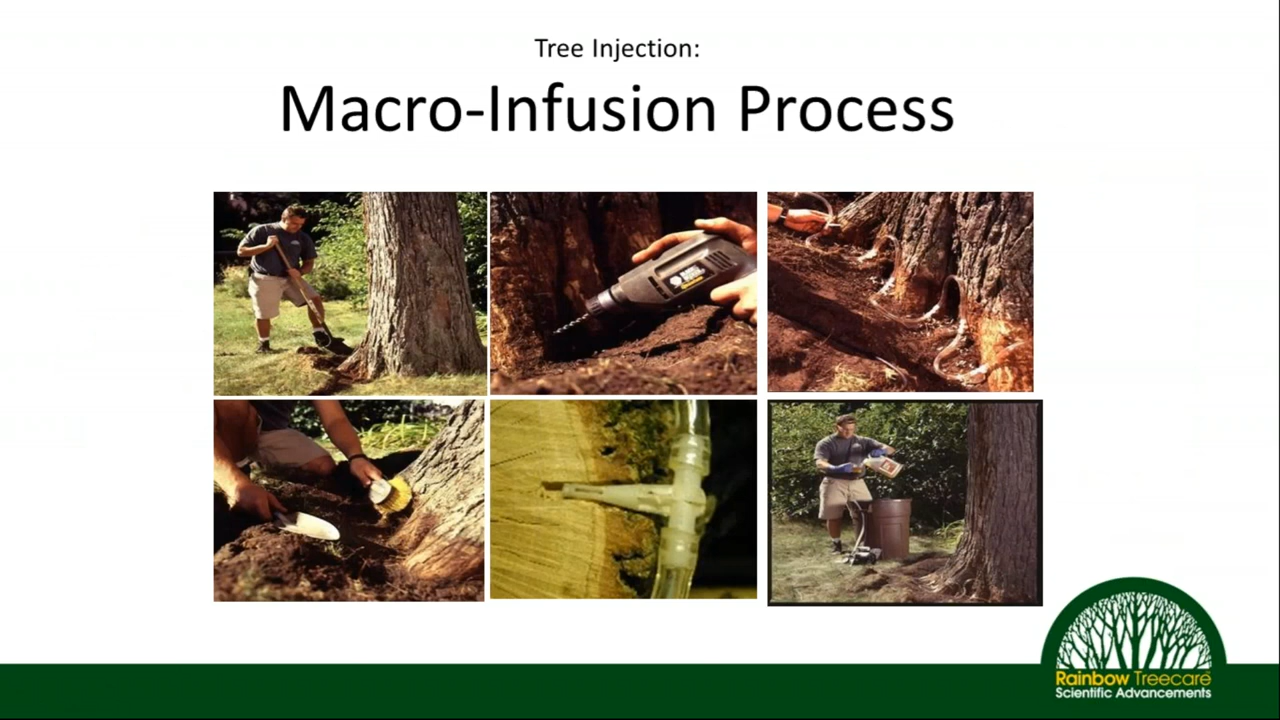 Tree Injection:
Macro-Infusion Process
Rainbow Treecare
Scientific Advancements